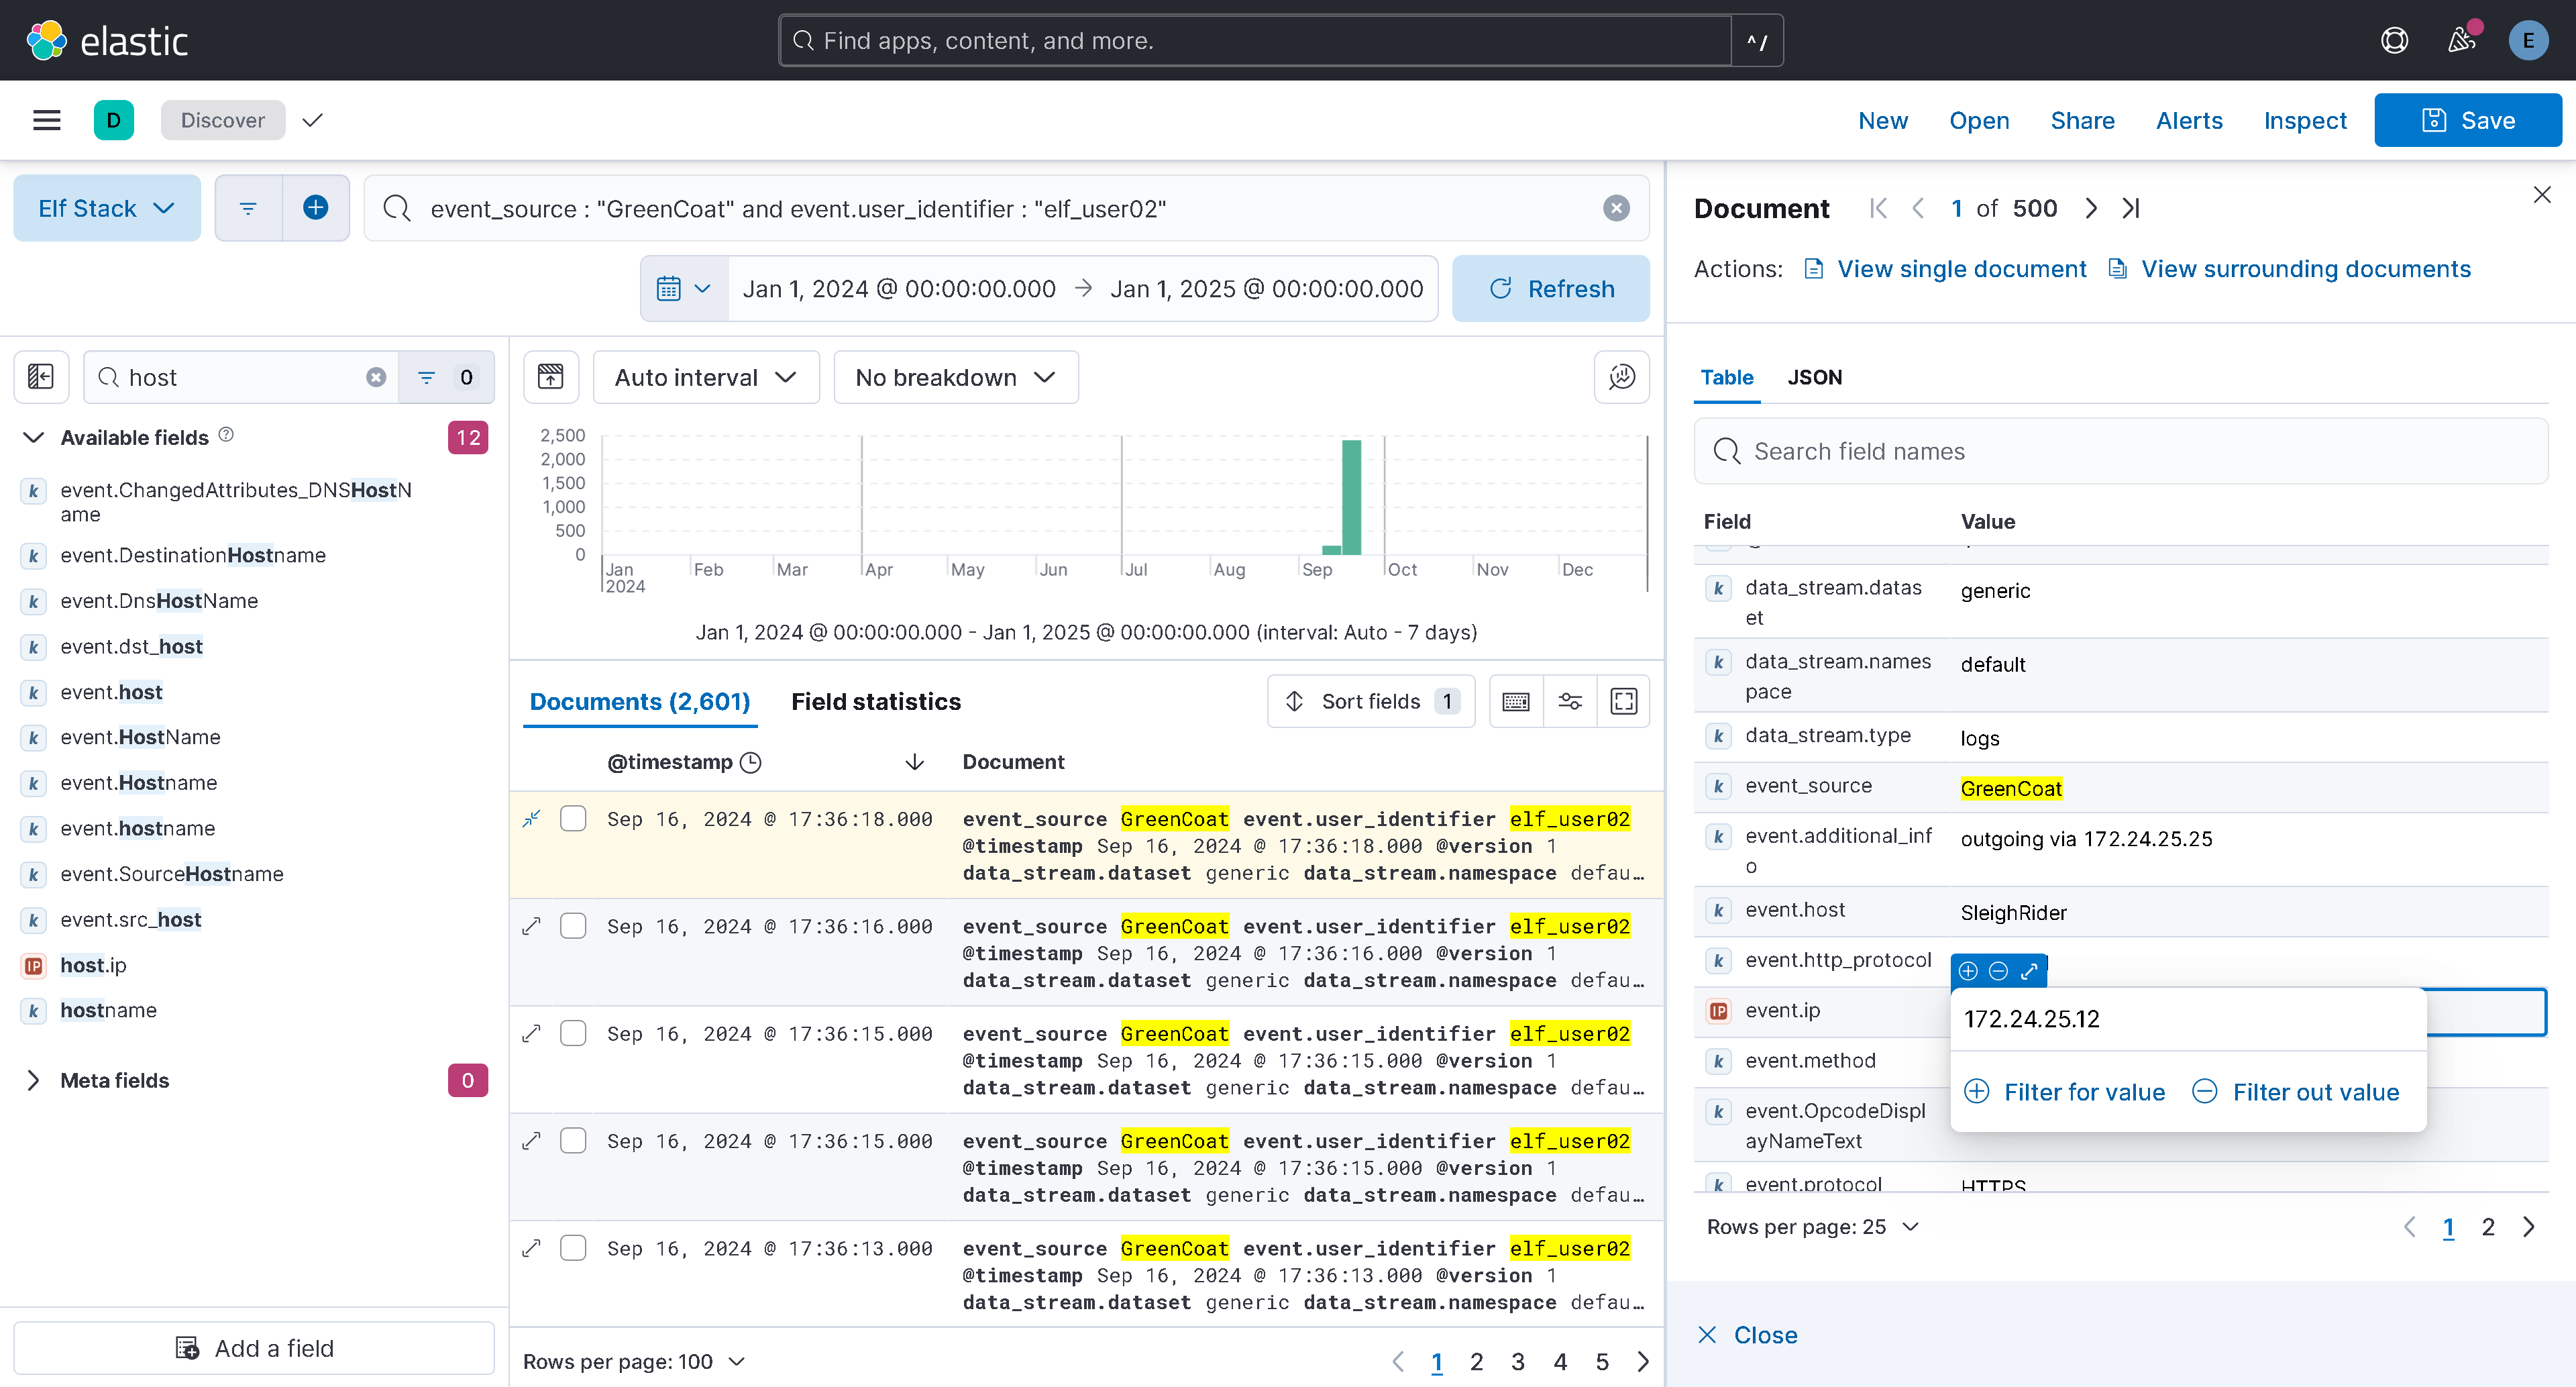 elastic
Find apps, content, and more.
^ /
E
D
Discover
New
Open
Share
Alerts
Inspect
Save
Elf Stack
event_source : "GreenCoat" and event.user_identifier : "elf_user02"
Jan 1, 2024 @ 00:00:00.000 → Jan 1, 2025 @ 00:00:00.000
Refresh
host
0
Available fields
12
k event.ChangedAttributes_DNSHostN
ame
k event.DestinationHostname
k event.DnsHostName
k event.dst_host
k event.host
k event.HostName
k event.Hostname
k event.hostname
k event.SourceHostname
k event.src_host
IP host.ip
k hostname
Meta fields
0
Add a field
Auto interval
No breakdown
2,500
2,000
1,500
1,000
500
0
Jan Feb Mar Apr May Jun Jul Aug Sep Oct Nov Dec
2024
Jan 1, 2024 @ 00:00:00.000 - Jan 1, 2025 @ 00:00:00.000 (interval: Auto - 7 days)
Documents (2,601)
Field statistics
Sort fields 1
@timestamp
Document
Sep 16, 2024 @ 17:36:18.000
event_source GreenCoat event.user_identifier elf_user02
@timestamp Sep 16, 2024 @ 17:36:18.000 @version 1
data_stream.dataset generic data_stream.namespace defau…
Sep 16, 2024 @ 17:36:16.000
event_source GreenCoat event.user_identifier elf_user02
@timestamp Sep 16, 2024 @ 17:36:16.000 @version 1
data_stream.dataset generic data_stream.namespace defau…
Sep 16, 2024 @ 17:36:15.000
event_source GreenCoat event.user_identifier elf_user02
@timestamp Sep 16, 2024 @ 17:36:15.000 @version 1
data_stream.dataset generic data_stream.namespace defau…
Sep 16, 2024 @ 17:36:15.000
event_source GreenCoat event.user_identifier elf_user02
@timestamp Sep 16, 2024 @ 17:36:15.000 @version 1
data_stream.dataset generic data_stream.namespace defau…
Sep 16, 2024 @ 17:36:13.000
event_source GreenCoat event.user_identifier elf_user02
@timestamp Sep 16, 2024 @ 17:36:13.000 @version 1
data_stream.dataset generic data_stream.namespace defau…
Rows per page: 100
1 2 3 4 5
Document
1 of 500
Actions:
View single document
View surrounding documents
Table
JSON
Search field names
Field
Value
k data_stream.datas
et
generic
k data_stream.names
pace
default
k data_stream.type
logs
k event_source
GreenCoat
k event.additional_inf
o
outgoing via 172.24.25.25
k event.host
SleighRider
k event.http_protocol
IP event.ip
172.24.25.12
k event.method
Filter for value
Filter out value
k event.OpcodeDispl
ayNameText
k event.protocol
HTTPS
Rows per page: 25
1 2
Close